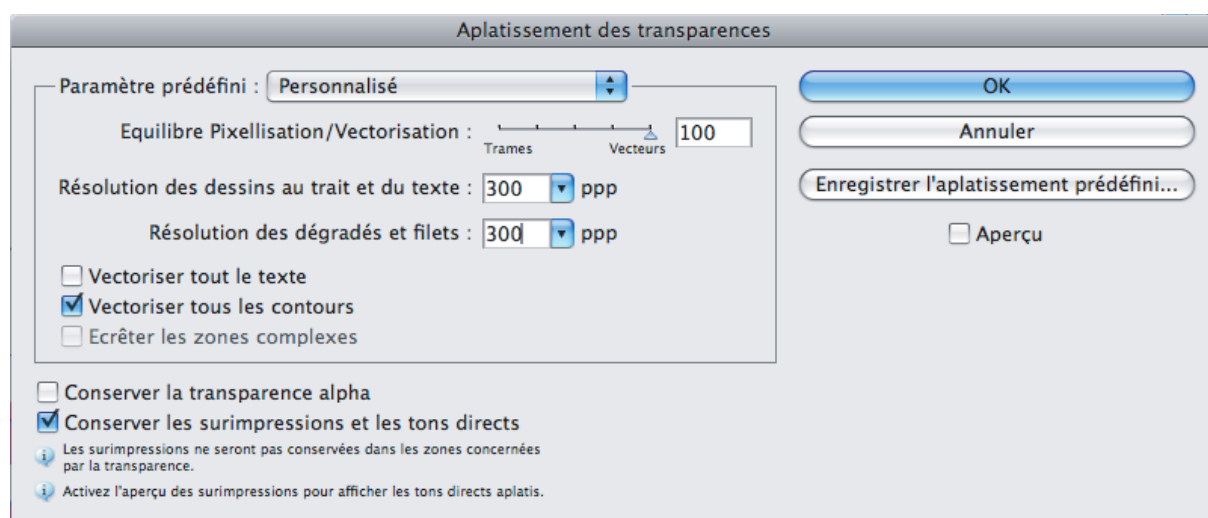 Aplatissement des transparences
Paramètre prédéfini : Personnalisé
OK
Equilibre Pixellisation/Vectorisation : 100
Trames Vecteurs
Annuler
Résolution des dessins au trait et du texte : 300 ppp
Enregistrer l'aplatissement prédéfini...
Résolution des dégradés et filets : 300 ppp
Aperçu
Vectoriser tout le texte
Vectoriser tous les contours
Ecrêter les zones complexes
Conserver la transparence alpha
Conserver les surimpressions et les tons directs
Les surimpressions ne seront pas conservées dans les zones concernées
par la transparence.
Activez l'aperçu des surimpressions pour afficher les tons directs aplatis.